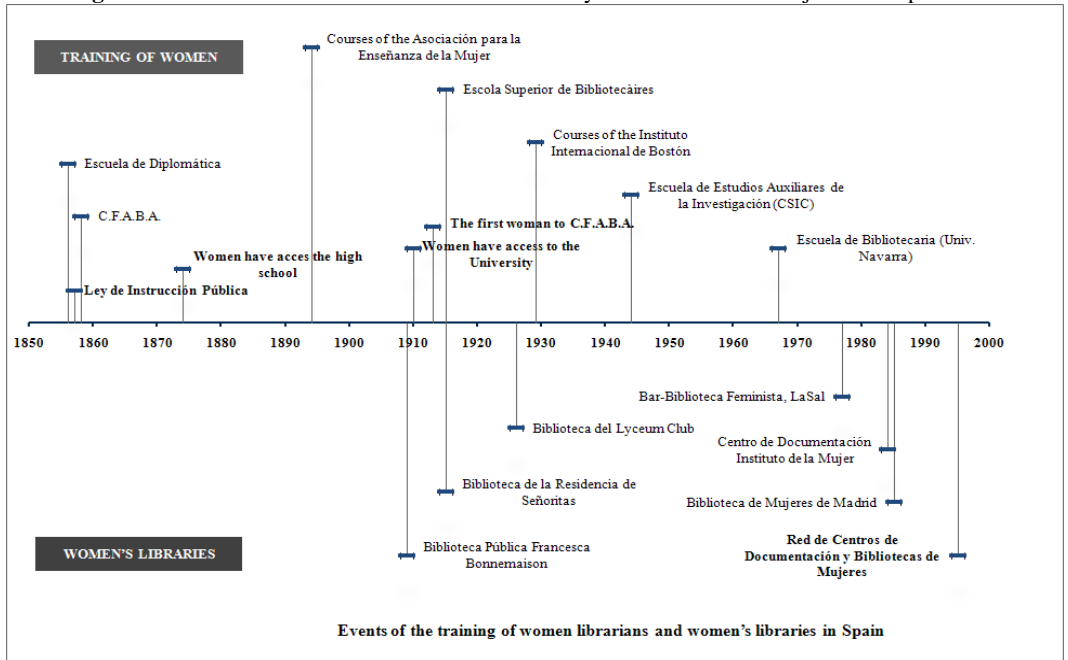 TRAINING OF WOMEN
Courses of the Asociación para la
Enseñanza de la Mujer
Escola Superior de Bibliotecàires
Courses of the Instituto
Internacional de Bostón
Escuela de Diplomática
Escuela de Estudios Auxiliares de
la Investigación (CSIC)
C.F.A.B.A.
The first woman to C.F.A.B.A.
Women have acces the high
school
Women have access to the
University
Escuela de Bibliotecaria (Univ.
Navarra)
Ley de Instrucción Pública
1850 1860 1870 1880 1890 1900 1910 1920 1930 1940 1950 1960 1970 1980 1990 2000
Bar-Biblioteca Feminista, LaSal
Biblioteca del Lyceum Club
Centro de Documentación
Instituto de la Mujer
Biblioteca de la Residencia de
Señoritas
Biblioteca de Mujeres de Madrid
WOMEN'S LIBRARIES
Biblioteca Pública Francesca
Bonnemaison
Red de Centros de
Documentación y Bibliotecas de
Mujeres
Events of the training of women librarians and women's libraries in Spain